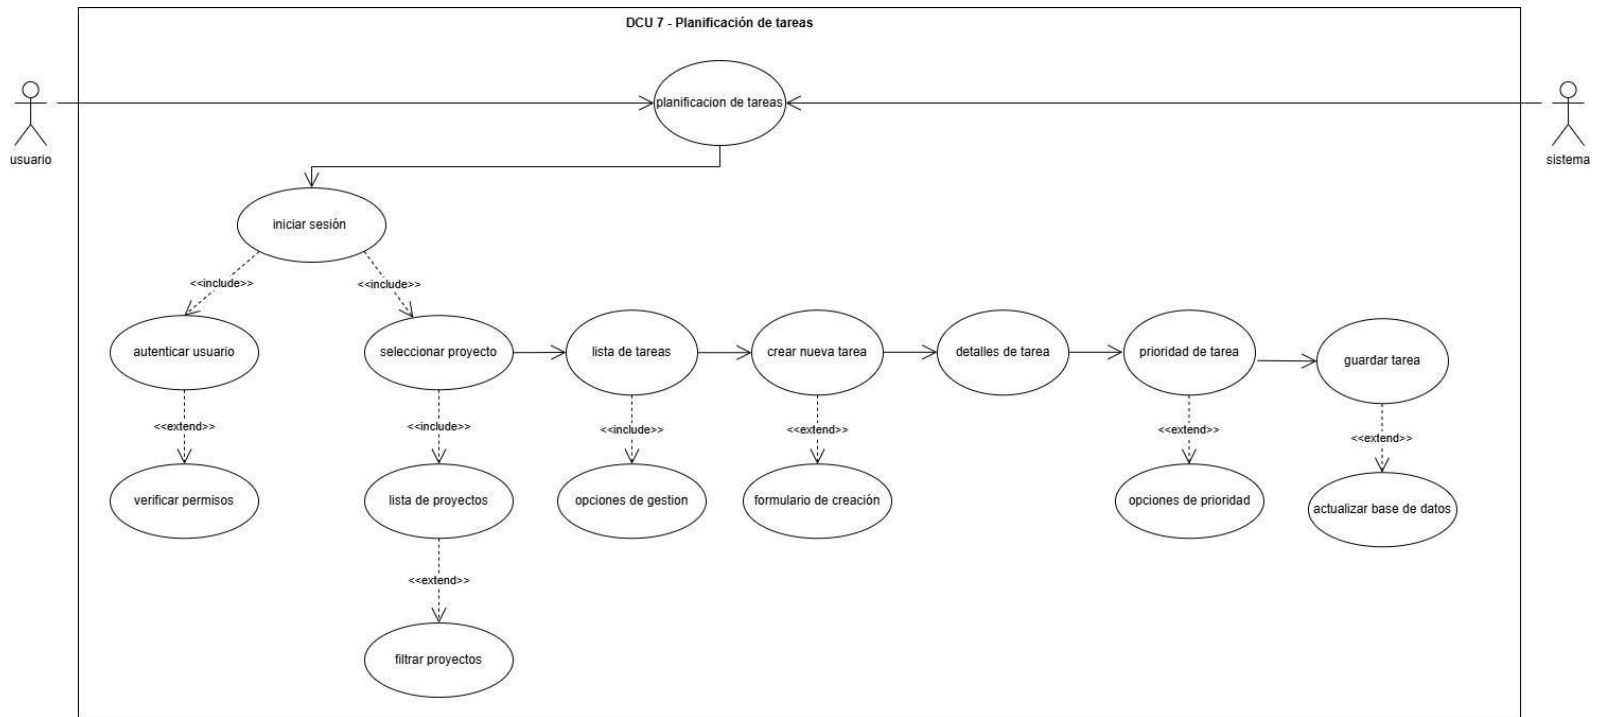 DCU 7 - Planificación de tareas
planificacion de tareas
usuario
sistema
iniciar sesión
<<include>>
<<include>>
autenticar usuario
seleccionar proyecto
lista de tareas
crear nueva tarea
detalles de tarea
prioridad de tarea
guardar tarea
<<extend>>
<<include>>
<<include>>
<<extend>>
<<extend>>
<<extend>>
verificar permisos
lista de proyectos
opciones de gestion
formulario de creación
opciones de prioridad
actualizar base de datos
<<extend>>
filtrar proyectos